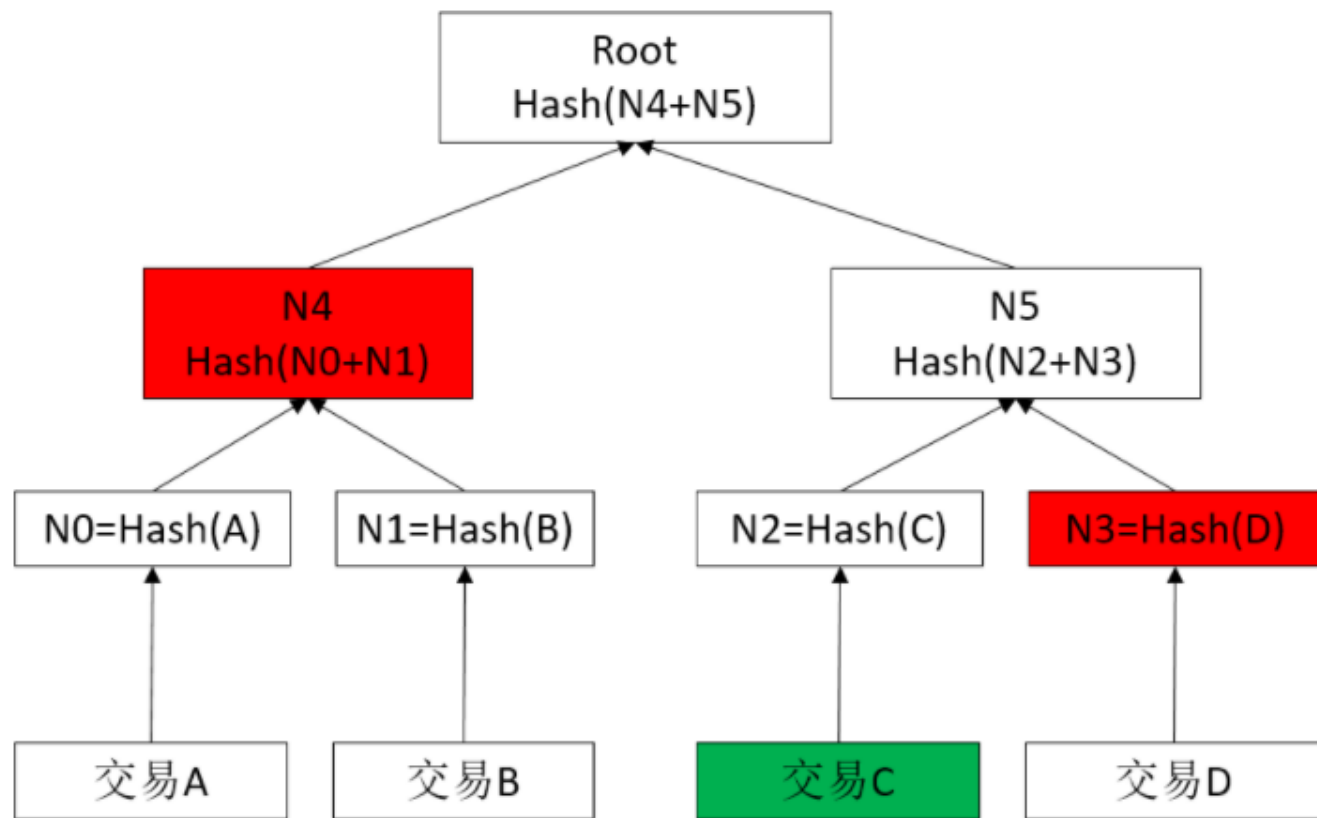 Root
Hash(N4+N5)
N4
Hash(N0+N1)
N5
Hash(N2+N3)
N0=Hash(A)
N1=Hash(B)
N2=Hash(C)
N3=Hash(D)
交易A
交易B
交易C
交易D